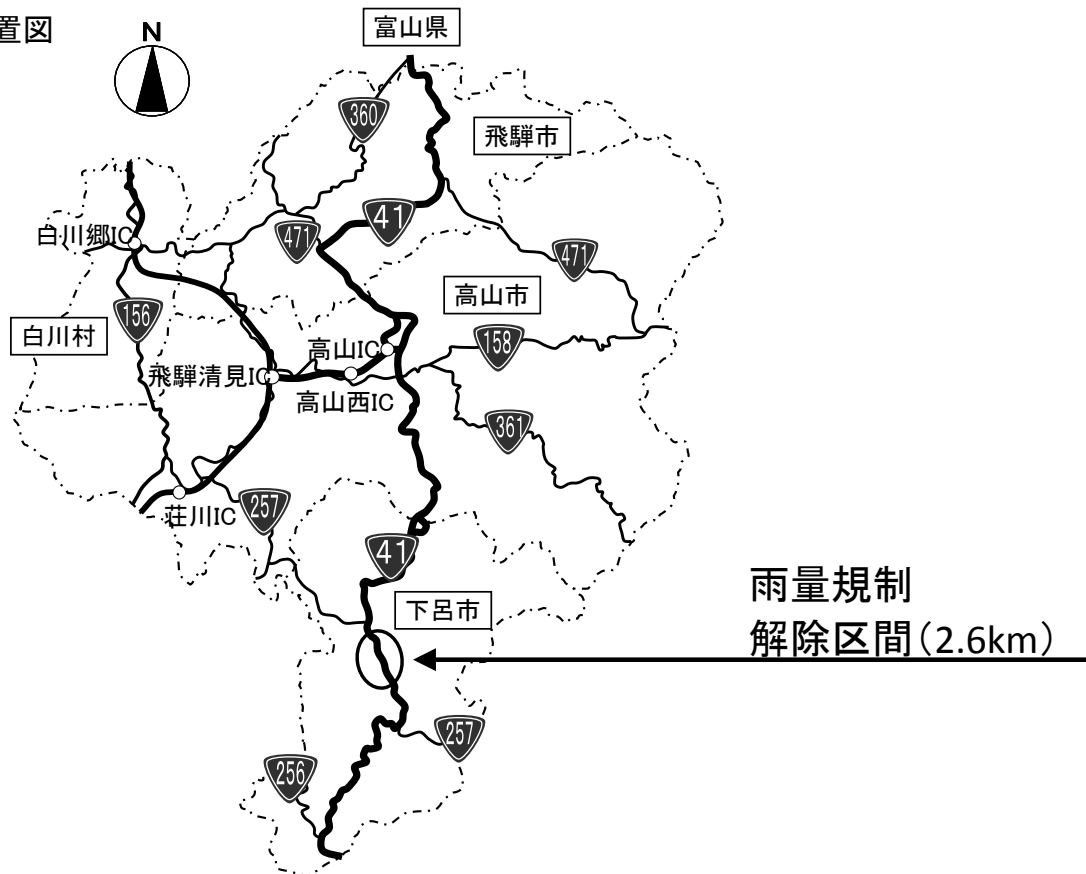 置図
N
富山県
360
飛騨市
41
471
白川郷IC
471
高山市
156
白川村
158
高山IC
飛騨清見IC
高山西IC
361
荘川IC
257
41
下呂市
雨量規制
解除区間(2.6km)
257
256